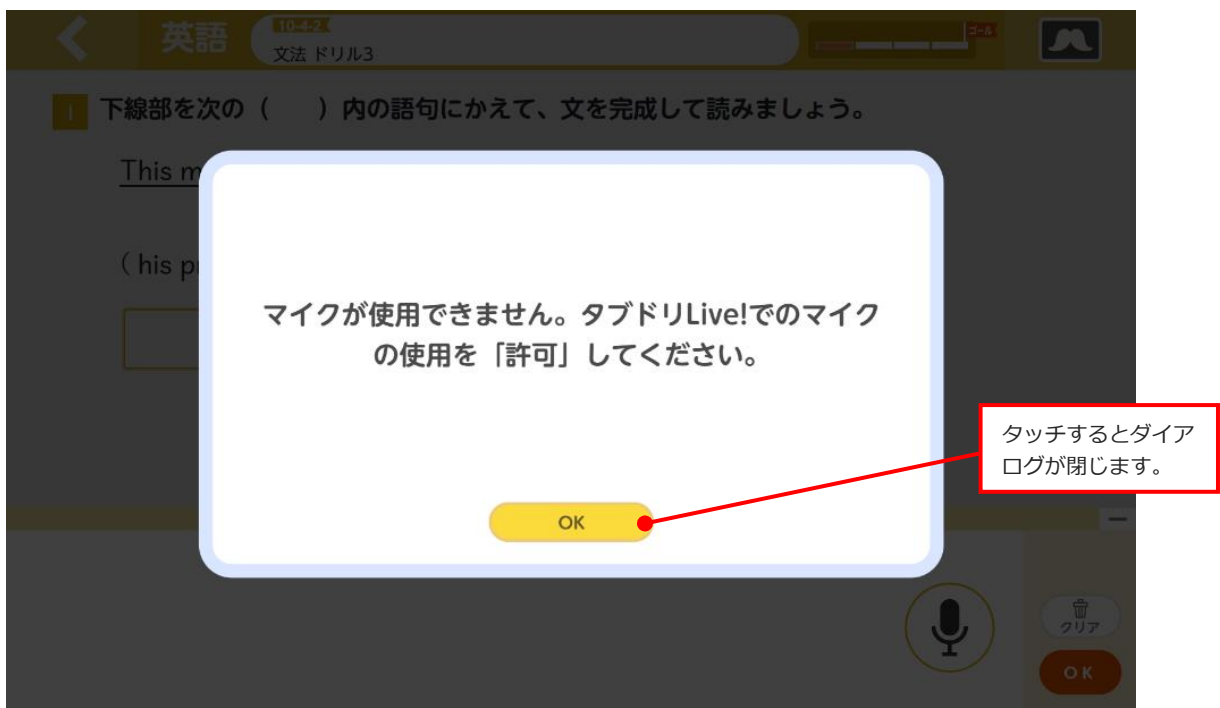 英語
10-4-2
文法 ドリル3
ゴール
1 下線部を次の（　　）内の語句にかえて、文を完成して読みましょう。
This m
( his p
マイクが使用できません。タブドリLive!でのマイク
の使用を「許可」してください。
タッチするとダイア
ログが閉じます。
OK
クリア
OK